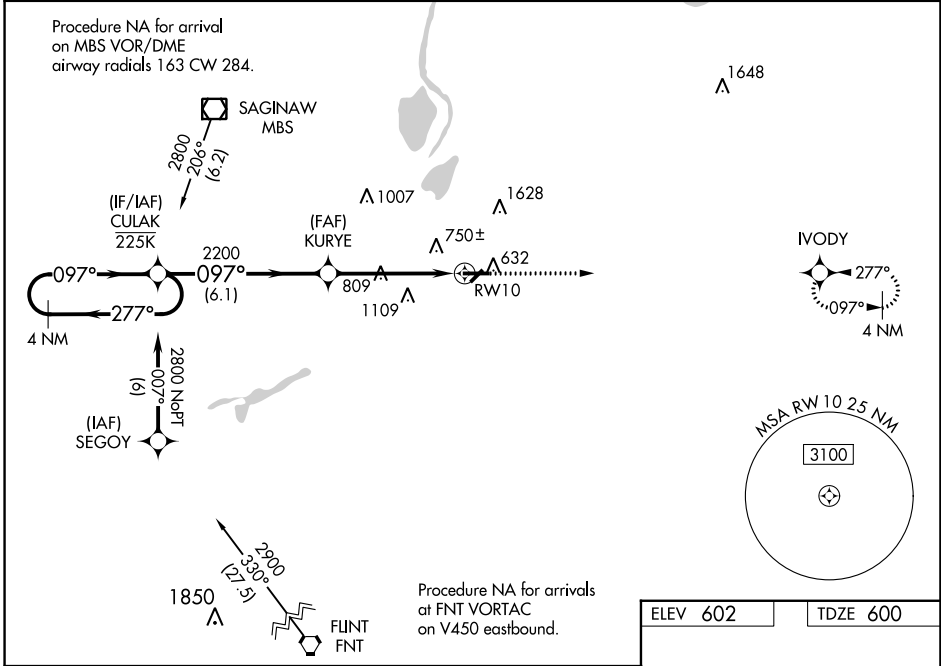 Procedure NA for arrival
on MBS VOR/DME
airway radials 163 CW 284.
1648
SAGINAW
MBS
2800
206°
(6.2)
(IF/IAF)
CULAK
225K
1007
1628
(FAF)
KURYE
750±
IVODY
2200
097°
097°
(6.1)
632
277°
809
RW10
1109
277°
097°
4 NM
4 NM
2800 NoPT
007°
(6)
(IAF)
SEGOY
MSA RW 10 25 NM
3100
2900
330°
(27.5)
1850
FLINT
FNT
Procedure NA for arrivals
at FNT VORTAC
on V450 eastbound.
ELEV 602
TDZE 600